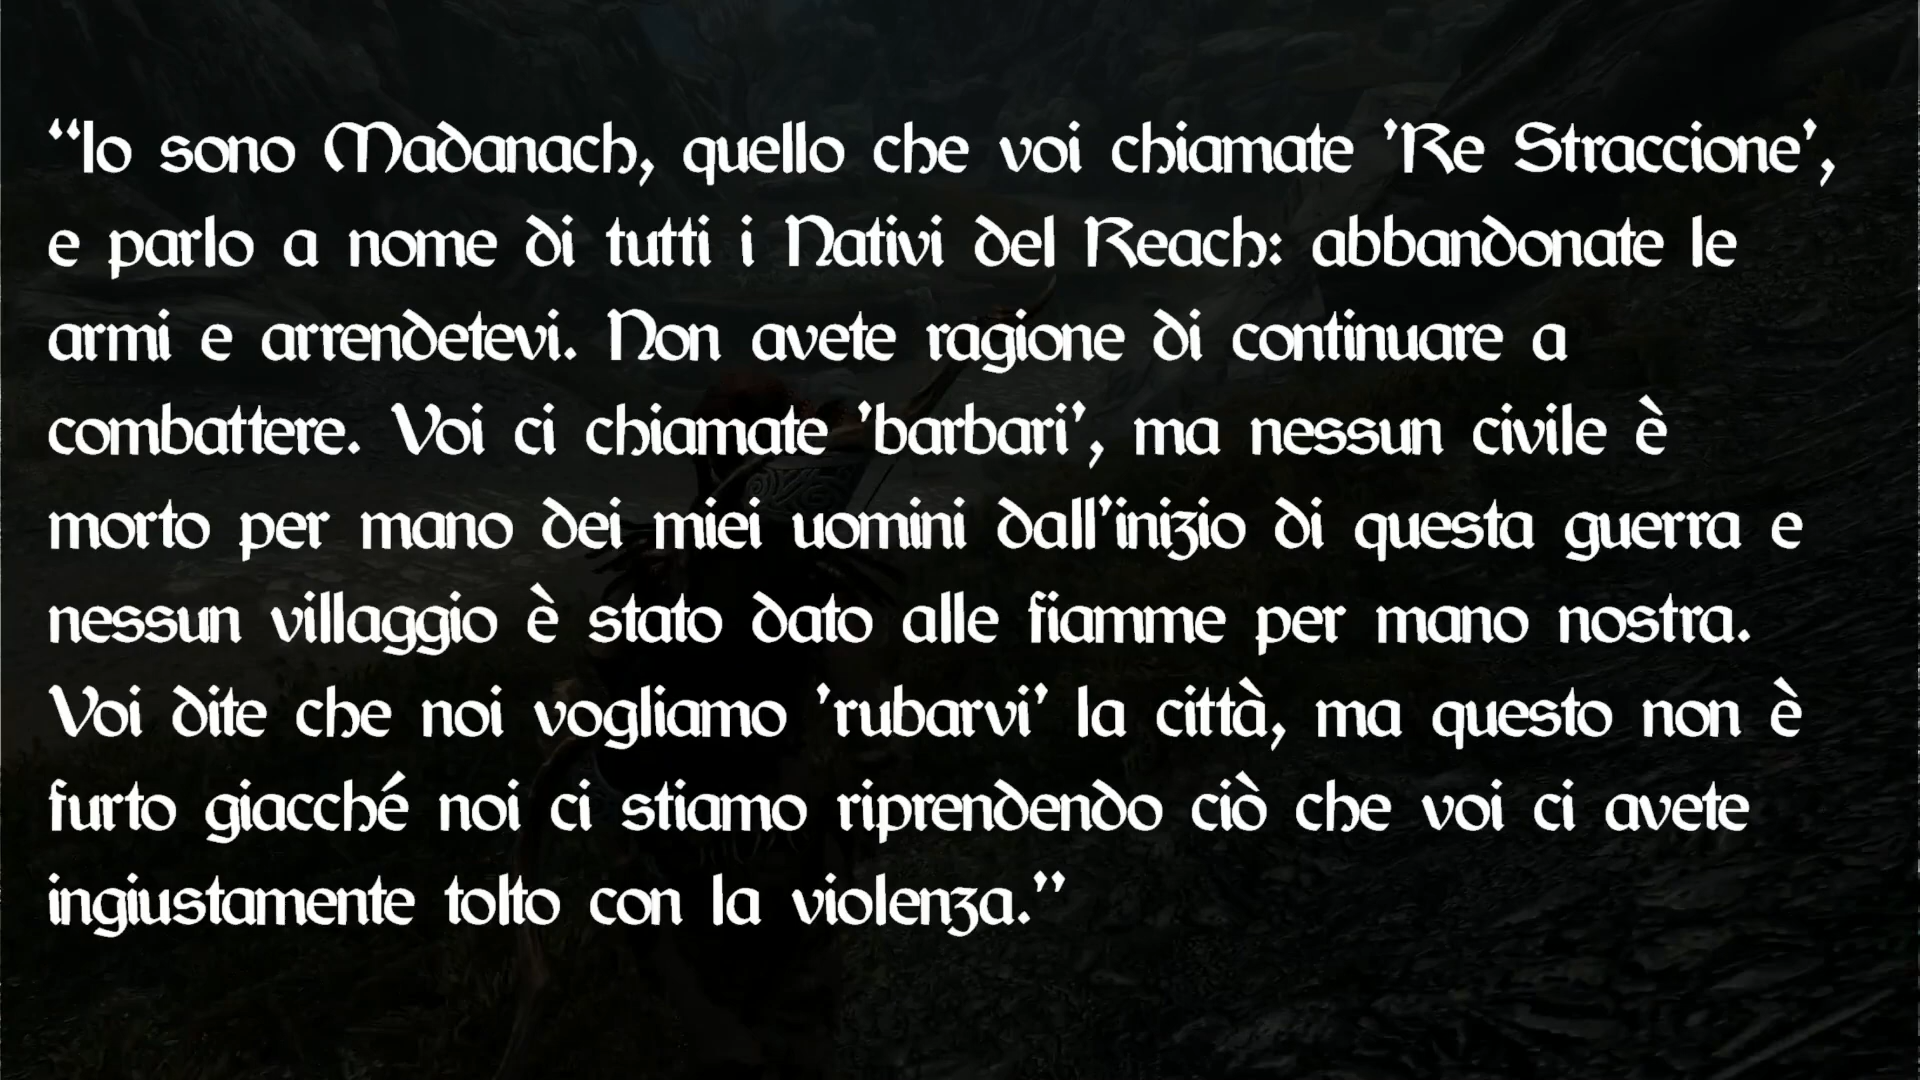 “Io sono Madanach, quello che voi chiamate 'Re Straccione',
e parlo a nome di tutti i Nativi del Reach: abbandonate le
armi e arrendetevi. Non avete ragione di continuare a
combattere. Voi ci chiamate 'barbari', ma nessun civile è
morto per mano dei miei uomini dall'inizio di questa guerra e
nessun villaggio è stato dato alle fiamme per mano nostra.
Voi dite che noi vogliamo 'rubarvi' la città, ma questo non è
furto giacché noi ci stiamo riprendendo ciò che voi ci avete
ingiustamente tolto con la violenza.”